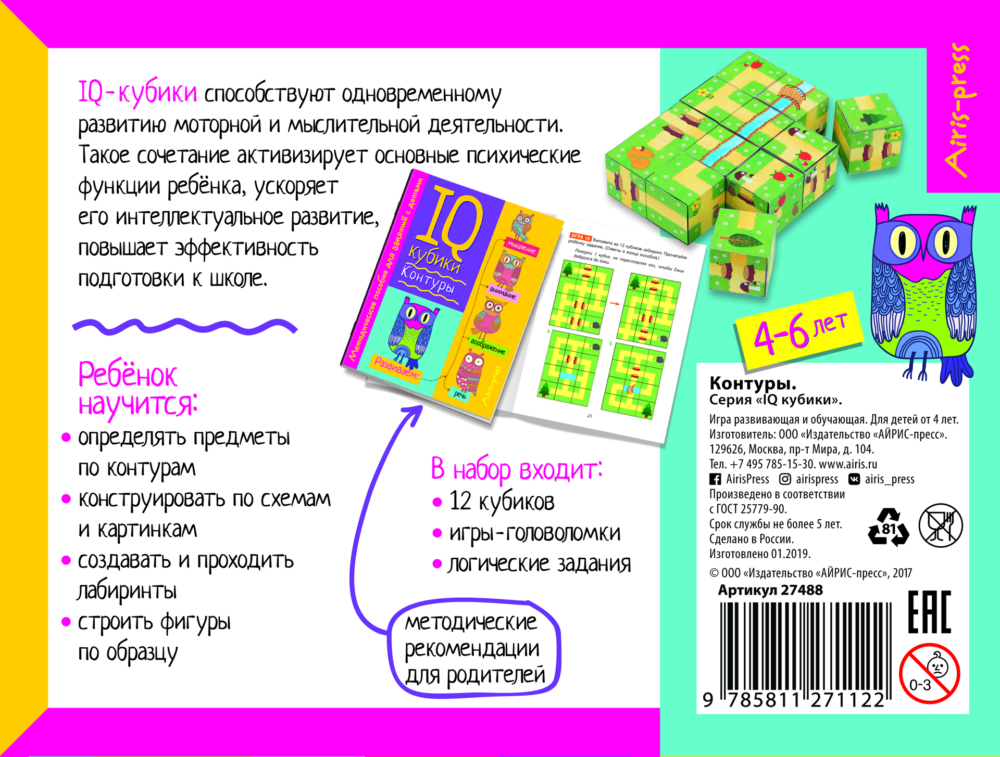 IQ-кубики способствуют одновременному
развитию моторной и мыслительной деятельности.
Такое сочетание активизирует основные психические
функции ребёнка, ускоряет
его интеллектуальное развитие,
повышает эффективность
подготовки к школе.
Ребёнок
научится:
• определять предметы
по контурам
• конструировать по схемам
и картинкам
• создавать и проходить
лабиринты
• строить фигуры
по образцу
Методическое пособие для занятий с детьми
IQ
кубики
Контуры
мышление
внимание
воображение
речь
Развиваем:
Airis-press
ИГРА 18 Выложите из 12 кубиков лабиринт. Прочитайте
ребёнку задание. (Ответы в конце пособия.)
Поверни 1 кубик, не переставляя его, чтобы Ёжик
добрался до ёлки.
А
Б
21
В набор входит:
• 12 кубиков
• игры-головоломки
• логические задания
методические
рекомендации
для родителей
Airis-press
4-6 лет
Контуры.
Серия «IQ кубики».
Игра развивающая и обучающая. Для детей от 4 лет.
Изготовитель: ООО «Издательство «АЙРИС-пресс».
129626, Москва, пр-т Мира, д. 104.
Тел. +7 495 785-15-30. www.airis.ru
AirisPress airispress airis_press
Произведено в соответствии
с ГОСТ 25779-90.
Срок службы не более 5 лет.
Сделано в России.
Изготовлено 01.2019.
81
© ООО «Издательство «АЙРИС-пресс», 2017
Артикул 27488
EAC
0-3
9 785811 271122